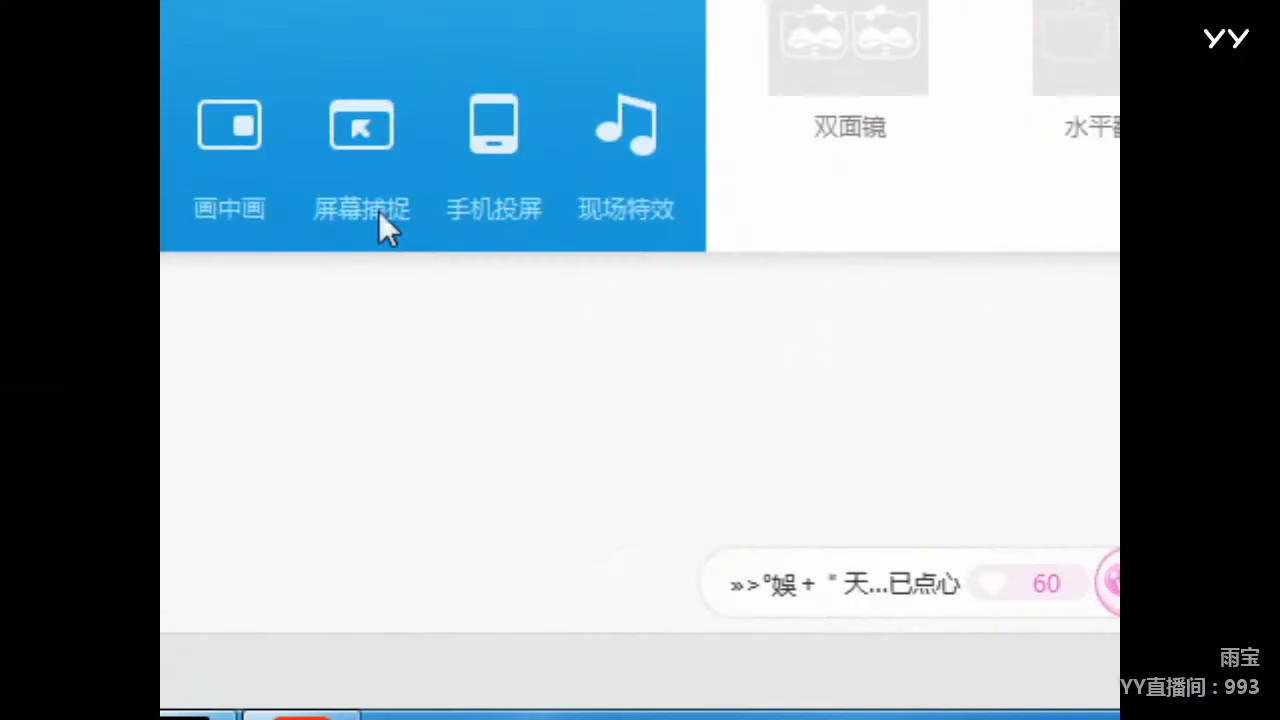 YY
双面镜
水平
画中画
屏幕捕捉
手机投屏
现场特效
»>°娱+ 〃天...已点心
60
雨宝
YY直播间:993